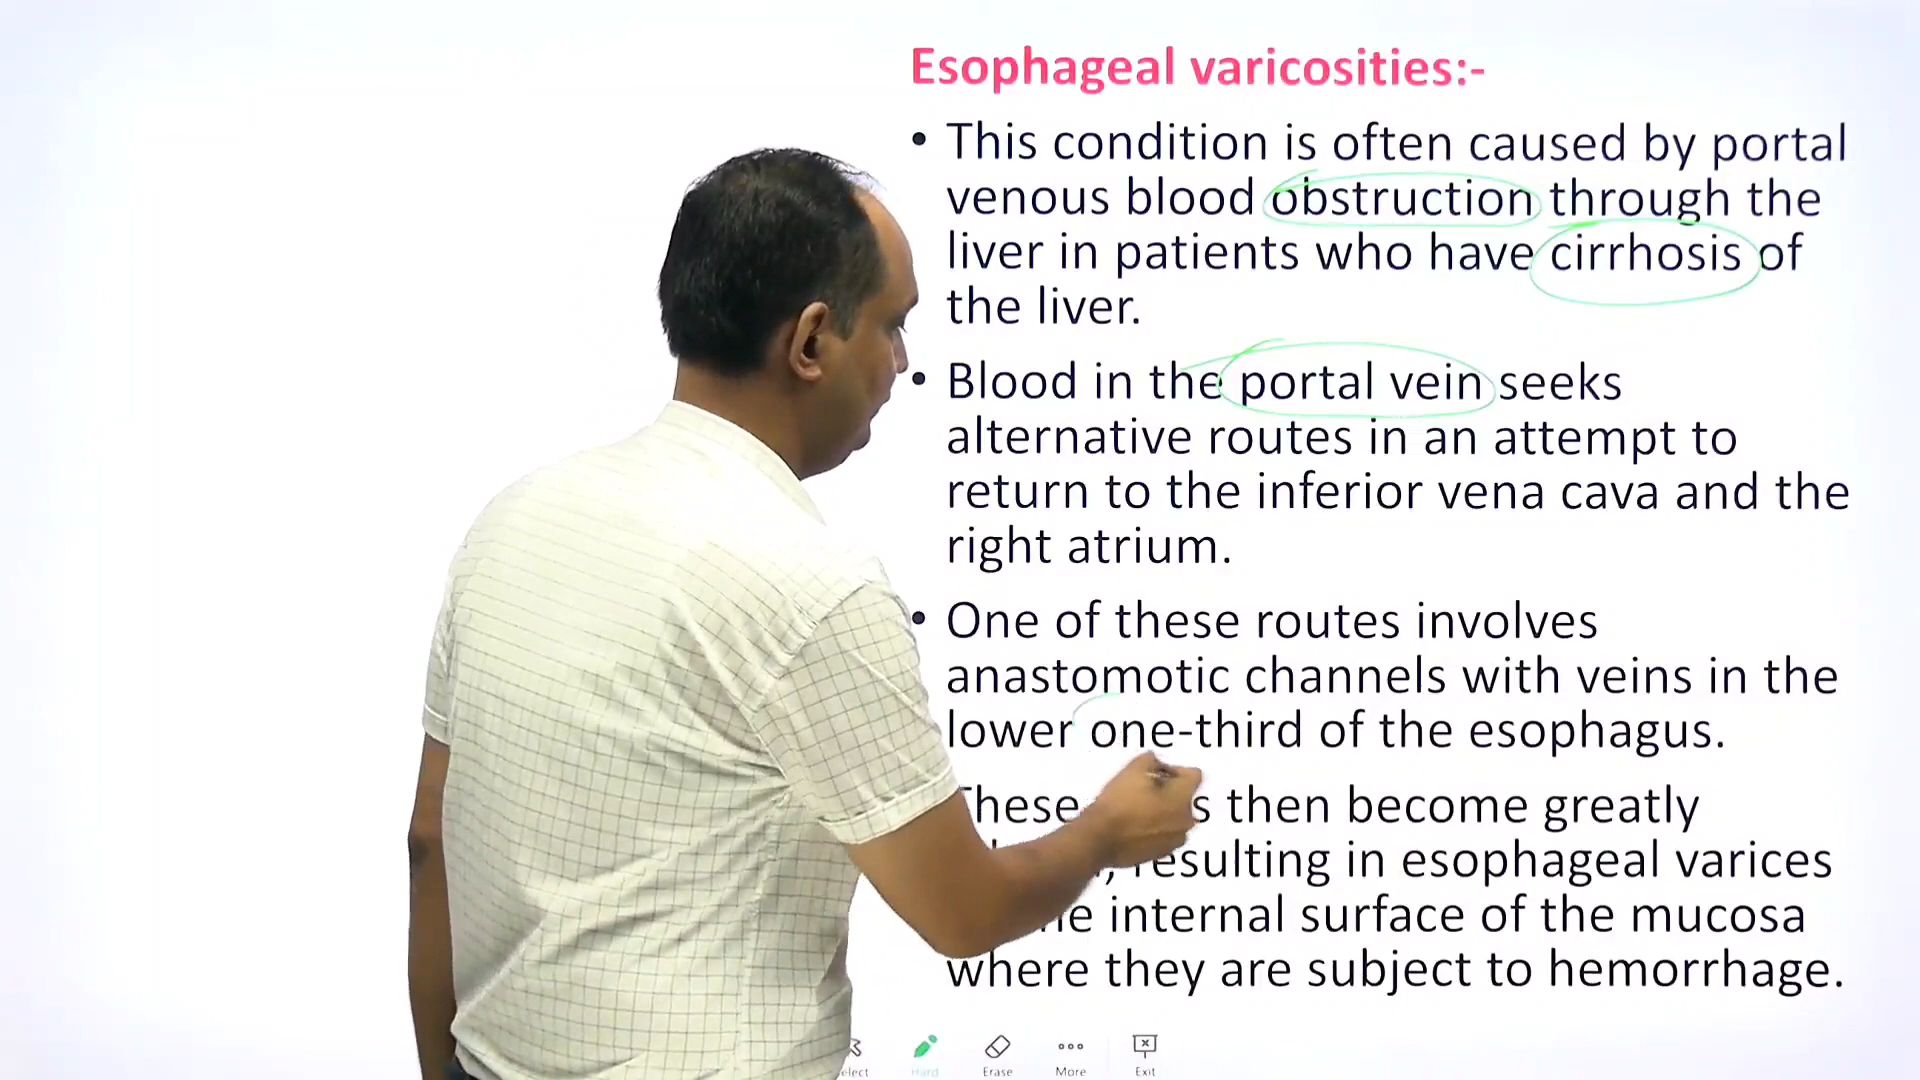 Esophageal varicosities:-
• This condition is often caused by portal
venous blood obstruction through the
liver in patients who have cirrhosis of
the liver.
• Blood in the portal vein seeks
alternative routes in an attempt to
return to the inferior vena cava and the
right atrium.
• One of these routes involves
anastomotic channels with veins in the
lower one-third of the esophagus.
These then become greatly
resulting in esophageal varices
internal surface of the mucosa
where they are subject to hemorrhage.
Hard Erase More Exit